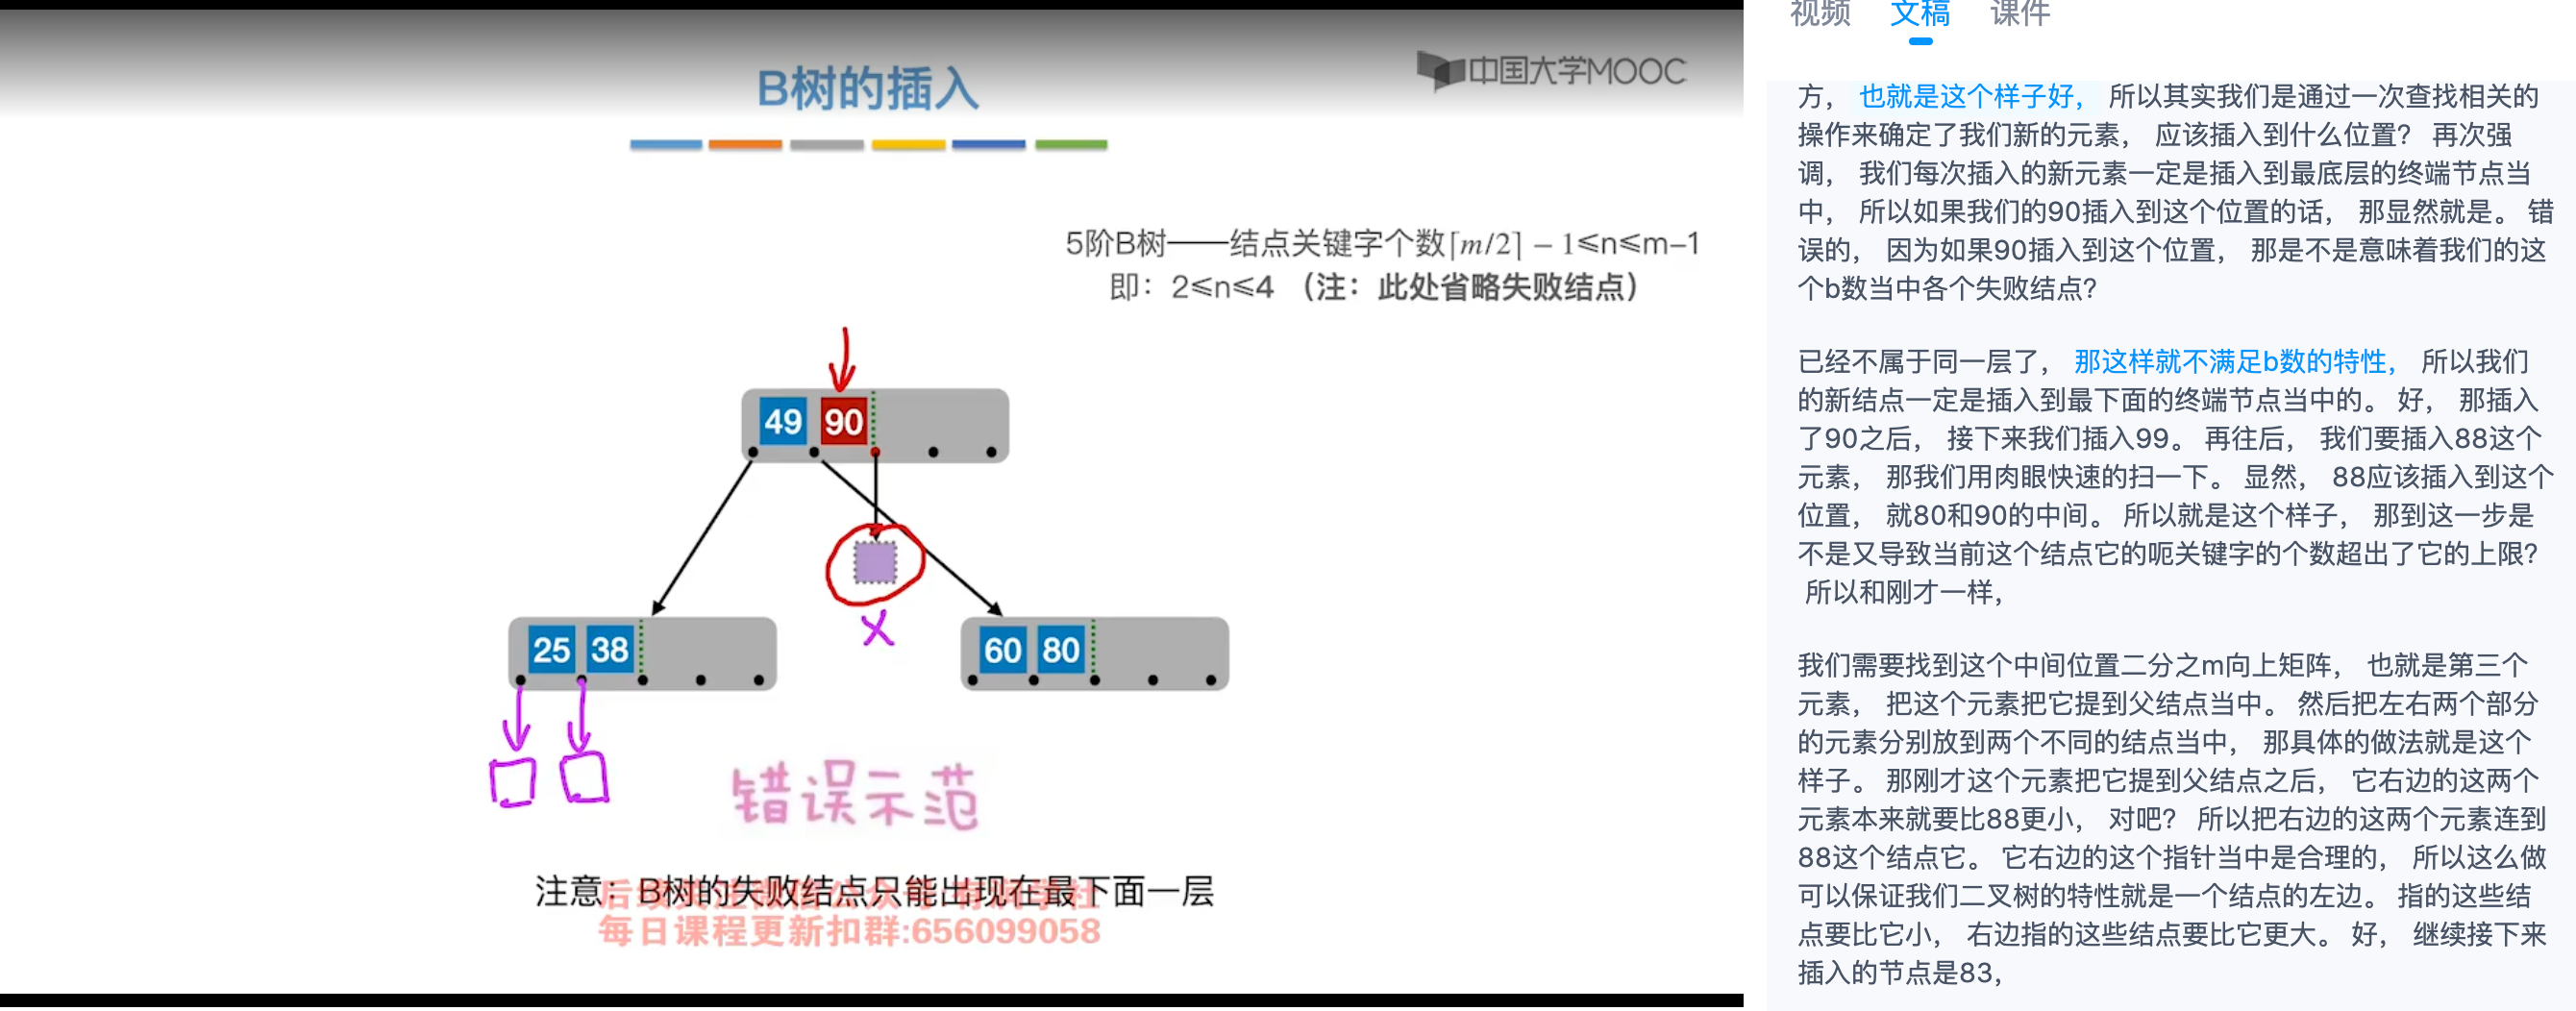 B树的插入
中国大学MOOC
5阶B树——结点关键字个数⌈m/2⌉ – 1⩽n⩽m–1
即：2⩽n⩽4 （注：此处省略失败结点）
49 90
25 38
60 80
错误示范
注意：B树的失败结点只能出现在最下面一层
每日课程更新扣群:656099058
视频 文稿 课件
方， 也就是这个样子好， 所以其实我们是通过一次查找相关的
操作来确定了我们新的元素， 应该插入到什么位置? 再次强
调， 我们每次插入的新元素一定是插入到最底层的终端节点当
中， 所以如果我们的90插入到这个位置的话， 那显然就是。 错
误的， 因为如果90插入到这个位置， 那是不是意味着我们的这
个b数当中各个失败结点?
已经不属于同一层了， 那这样就不满足b数的特性， 所以我们
的新结点一定是插入到最下面的终端节点当中的。 好， 那插入
了90之后， 接下来我们插入99。 再往后， 我们要插入88这个
元素， 那我们用肉眼快速的扫一下。 显然， 88应该插入到这个
位置， 就80和90的中间。 所以就是这个样子， 那到这一步是
不是又导致当前这个结点它的呃关键字的个数超出了它的上限?
所以和刚才一样，
我们需要找到这个中间位置二分之m向上矩阵， 也就是第三个
元素， 把这个元素把它提到父结点当中。 然后把左右两个部分
的元素分别放到两个不同的结点当中， 那具体的做法就是这个
样子。 那刚才这个元素把它提到父结点之后， 它右边的这两个
元素本来就要比88更小， 对吧? 所以把右边的这两个元素连到
88这个结点它。 它右边的这个指针当中是合理的， 所以这么做
可以保证我们二叉树的特性就是一个结点的左边。 指的这些结
点要比它小， 右边指的这些结点要比它更大。 好， 继续接下来
插入的节点是83，